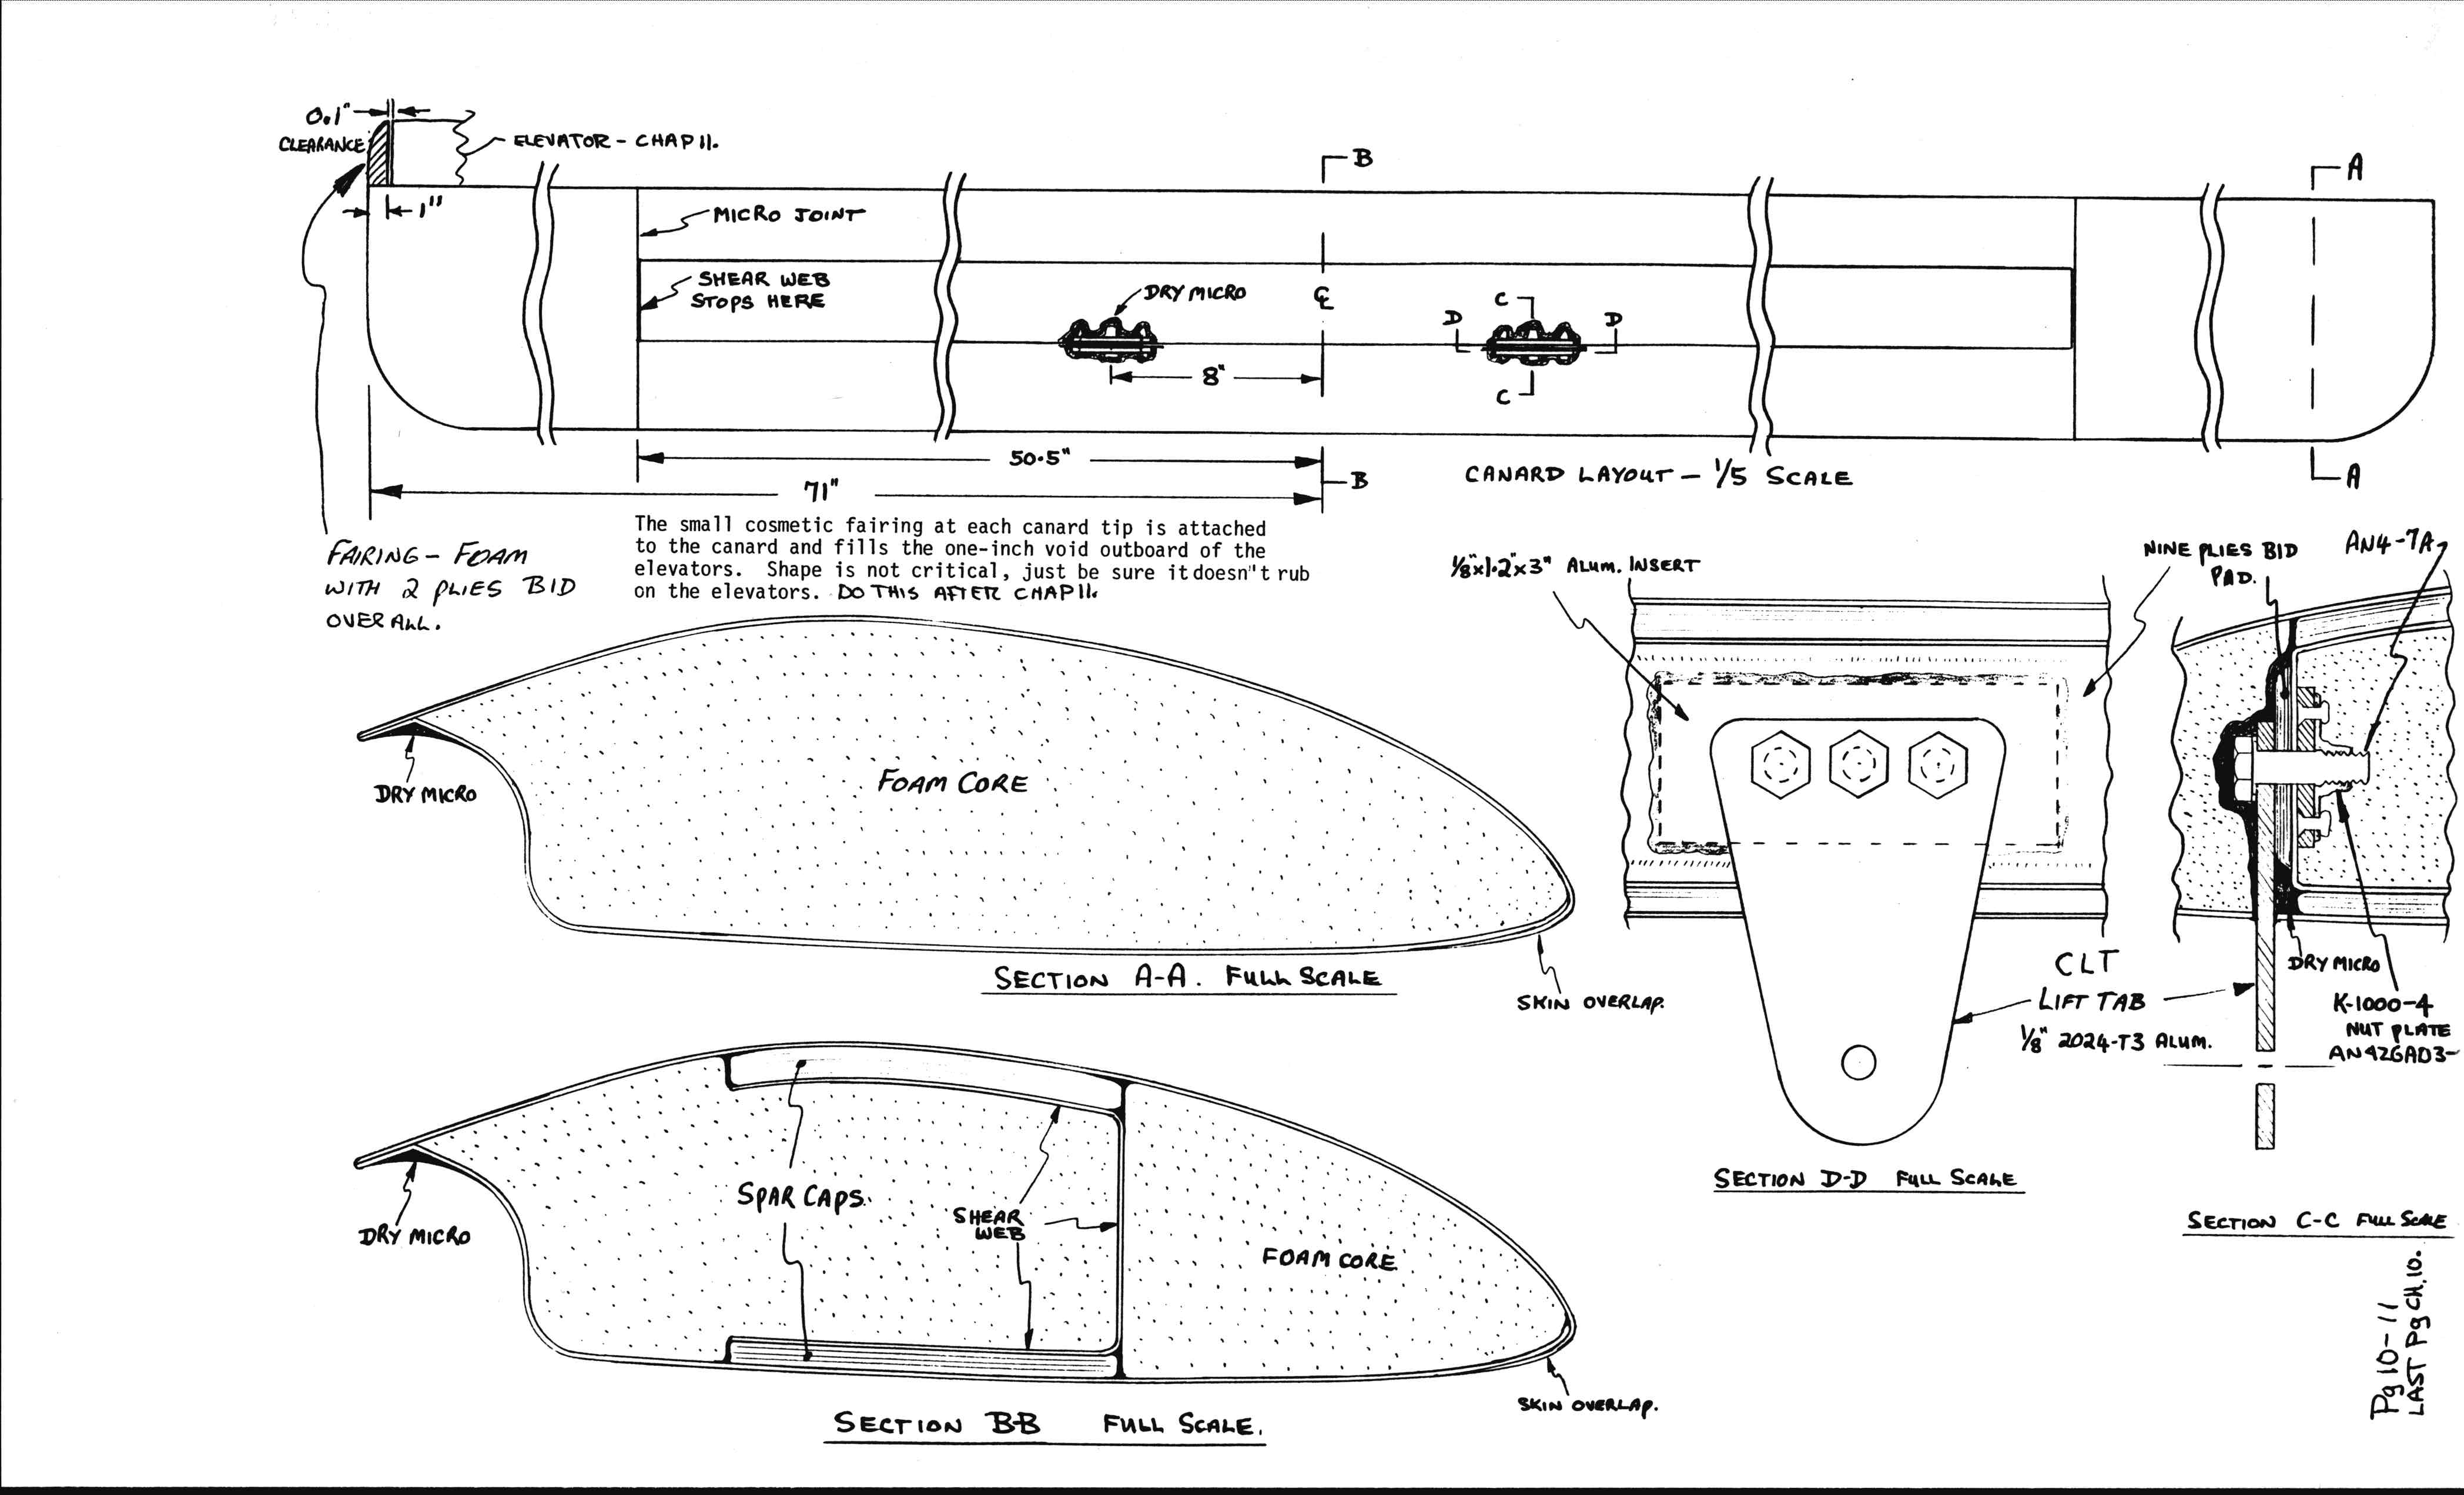 0.1"
CLEARANCE
ELEVATOR - CHAP 11.
1"
B
A
MICRO JOINT
SHEAR WEB
STOPS HERE
DRY MICRO
℄
C
D
D
8"
C
50.5"
B
A
71"
CANARD LAYOUT - 1/5 SCALE
FAIRING - FOAM
WITH 2 PLIES BID
OVER ALL.
The small cosmetic fairing at each canard tip is attached
to the canard and fills the one-inch void outboard of the
elevators. Shape is not critical, just be sure it doesn"t rub
on the elevators. DO THIS AFTER CHAP 11.
1/8"x1.2"x3" ALUM. INSERT
NINE PLIES BID
PAD.
AN4-7A
FOAM CORE
DRY MICRO
SECTION A-A. FULL SCALE
SKIN OVERLAP.
CLT
LIFT TAB
1/8" 2024-T3 ALUM.
DRY MICRO
K-1000-4
NUT PLATE
AN426AD3-
SECTION D-D FULL SCALE
SECTION C-C FULL SCALE
SPAR CAPS.
SHEAR
WEB
FOAM CORE
DRY MICRO
SKIN OVERLAP.
SECTION B-B FULL SCALE.
Pg 10-11
LAST Pg CH.10.